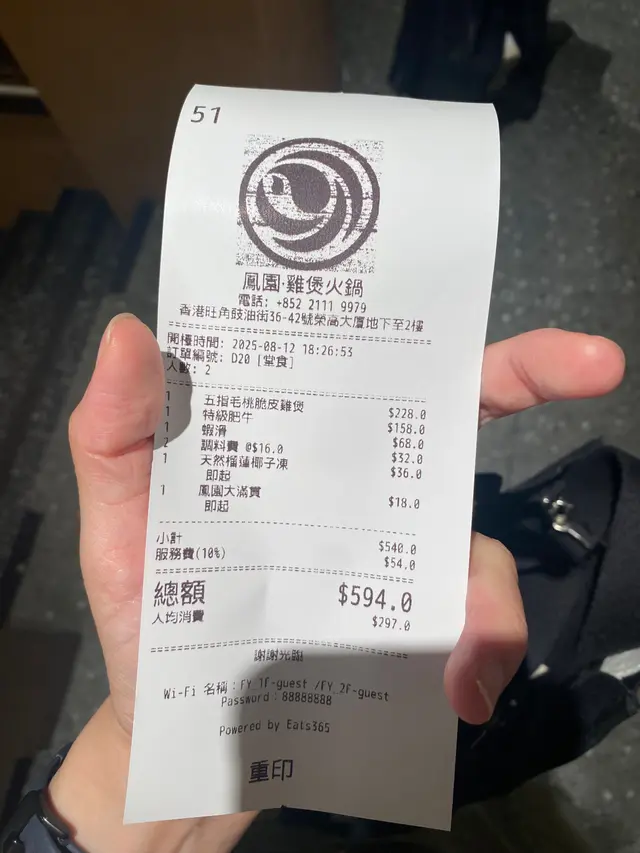 51
鳳園·雞煲火鍋
電話: +852 2111 9979
香港旺角豉油街36-42號榮高大廈地下至2樓
開檯時間: 2025-08-12 18:26:53
訂單編號: D20 [堂食]
人數: 2
1 五指毛桃脆皮雞煲 $228.0
1 特級肥牛 $158.0
1 蝦滑 $68.0
2 調料費 @$16.0 $32.0
1 天然榴蓮椰子凍 $36.0
即起
1 鳳園大滿貫 $18.0
即起
小計 $540.0
服務費(10%) $54.0
總額 $594.0
人均消費 $297.0
謝謝光臨
Wi-Fi 名稱：FY_1f-guest /FY_2f-guest
Password：88888888
Powered by Eats365
重印